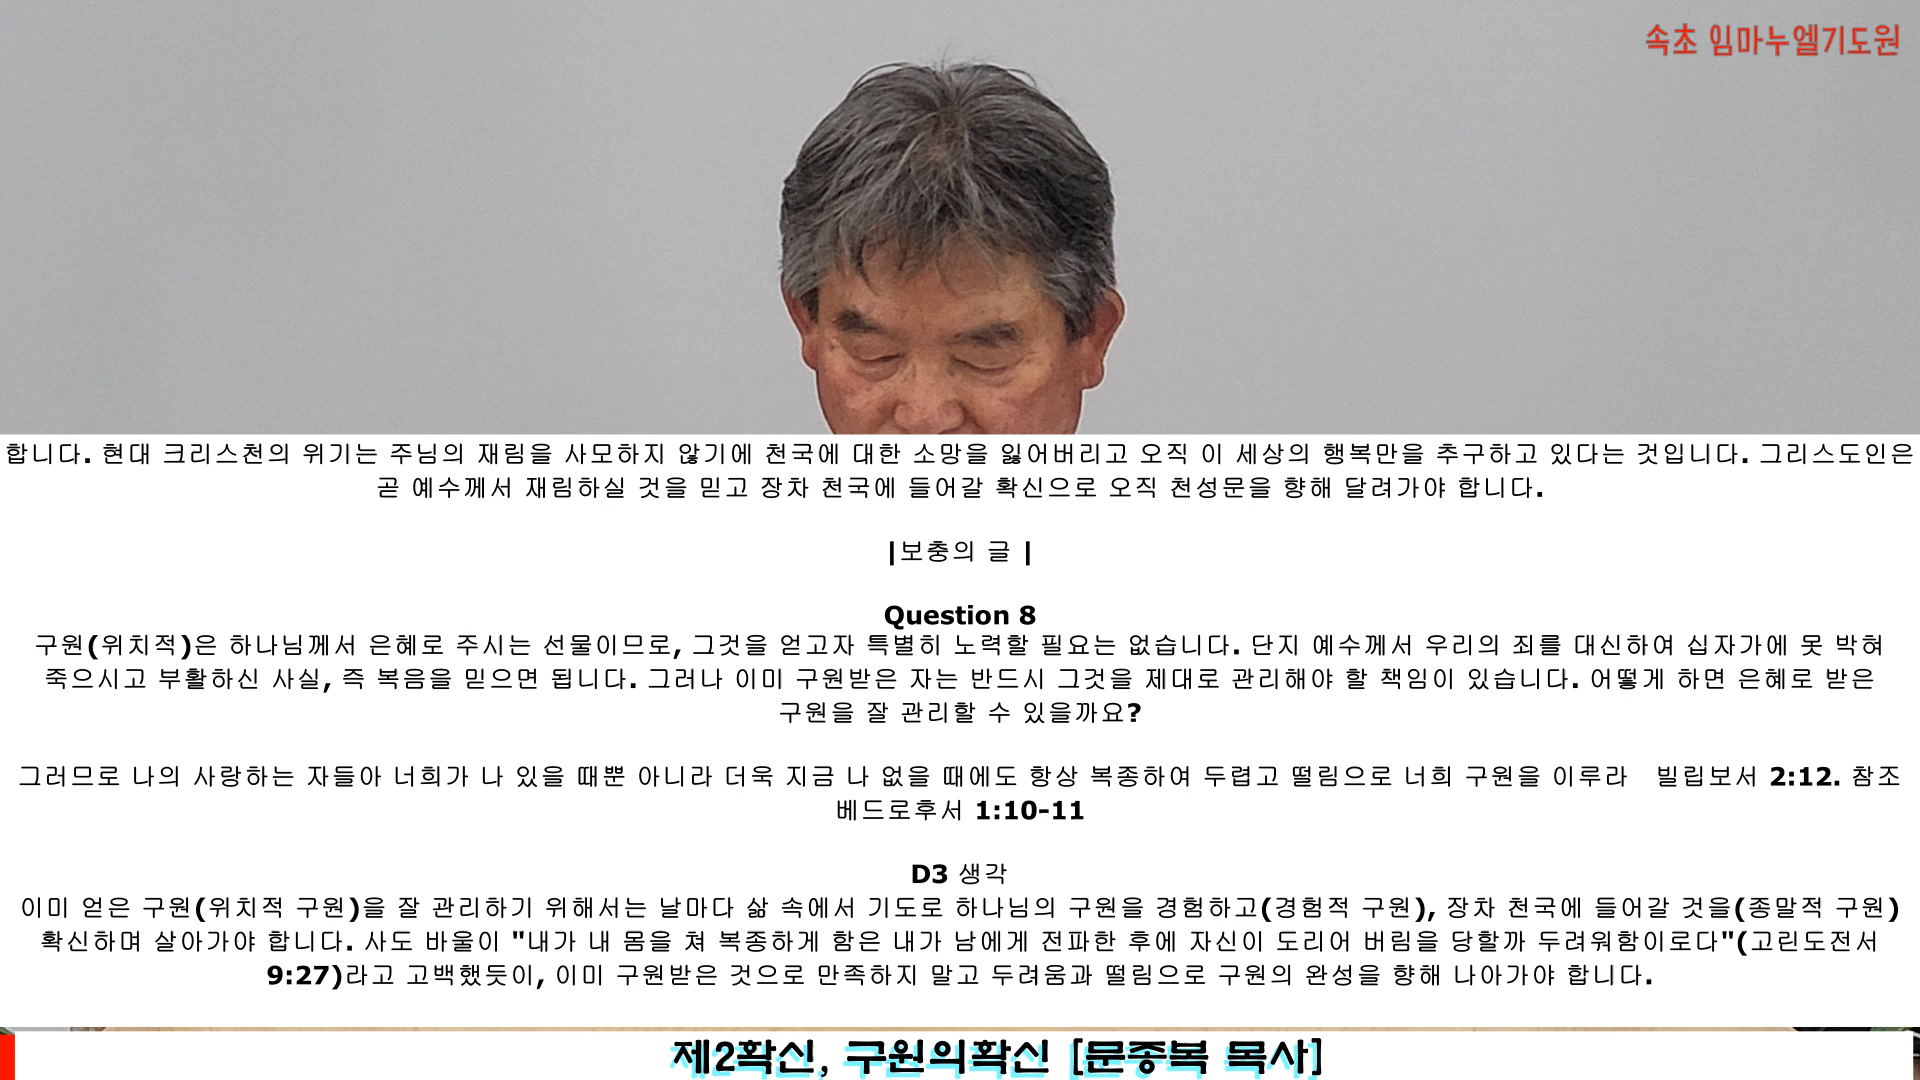 속초 임마누엘기도원
합니다. 현대 크리스천의 위기는 주님의 재림을 사모하지 않기에 천국에 대한 소망을 잃어버리고 오직 이 세상의 행복만을 추구하고 있다는 것입니다. 그리스도인은
곧 예수께서 재림하실 것을 믿고 장차 천국에 들어갈 확신으로 오직 천성문을 향해 달려가야 합니다.
|보충의 글 |
Question 8
구원(위치적)은 하나님께서 은혜로 주시는 선물이므로, 그것을 얻고자 특별히 노력할 필요는 없습니다. 단지 예수께서 우리의 죄를 대신하여 십자가에 못 박혀
죽으시고 부활하신 사실, 즉 복음을 믿으면 됩니다. 그러나 이미 구원받은 자는 반드시 그것을 제대로 관리해야 할 책임이 있습니다. 어떻게 하면 은혜로 받은
구원을 잘 관리할 수 있을까요?
그러므로 나의 사랑하는 자들아 너희가 나 있을 때뿐 아니라 더욱 지금 나 없을 때에도 항상 복종하여 두렵고 떨림으로 너희 구원을 이루라 빌립보서 2:12. 참조
베드로후서 1:10-11
D3 생각
이미 얻은 구원(위치적 구원)을 잘 관리하기 위해서는 날마다 삶 속에서 기도로 하나님의 구원을 경험하고(경험적 구원), 장차 천국에 들어갈 것을(종말적 구원)
확신하며 살아가야 합니다. 사도 바울이 "내가 내 몸을 쳐 복종하게 함은 내가 남에게 전파한 후에 자신이 도리어 버림을 당할까 두려워함이로다"(고린도전서
9:27)라고 고백했듯이, 이미 구원받은 것으로 만족하지 말고 두려움과 떨림으로 구원의 완성을 향해 나아가야 합니다.
제2확신, 구원의확신 [문종복 목사]